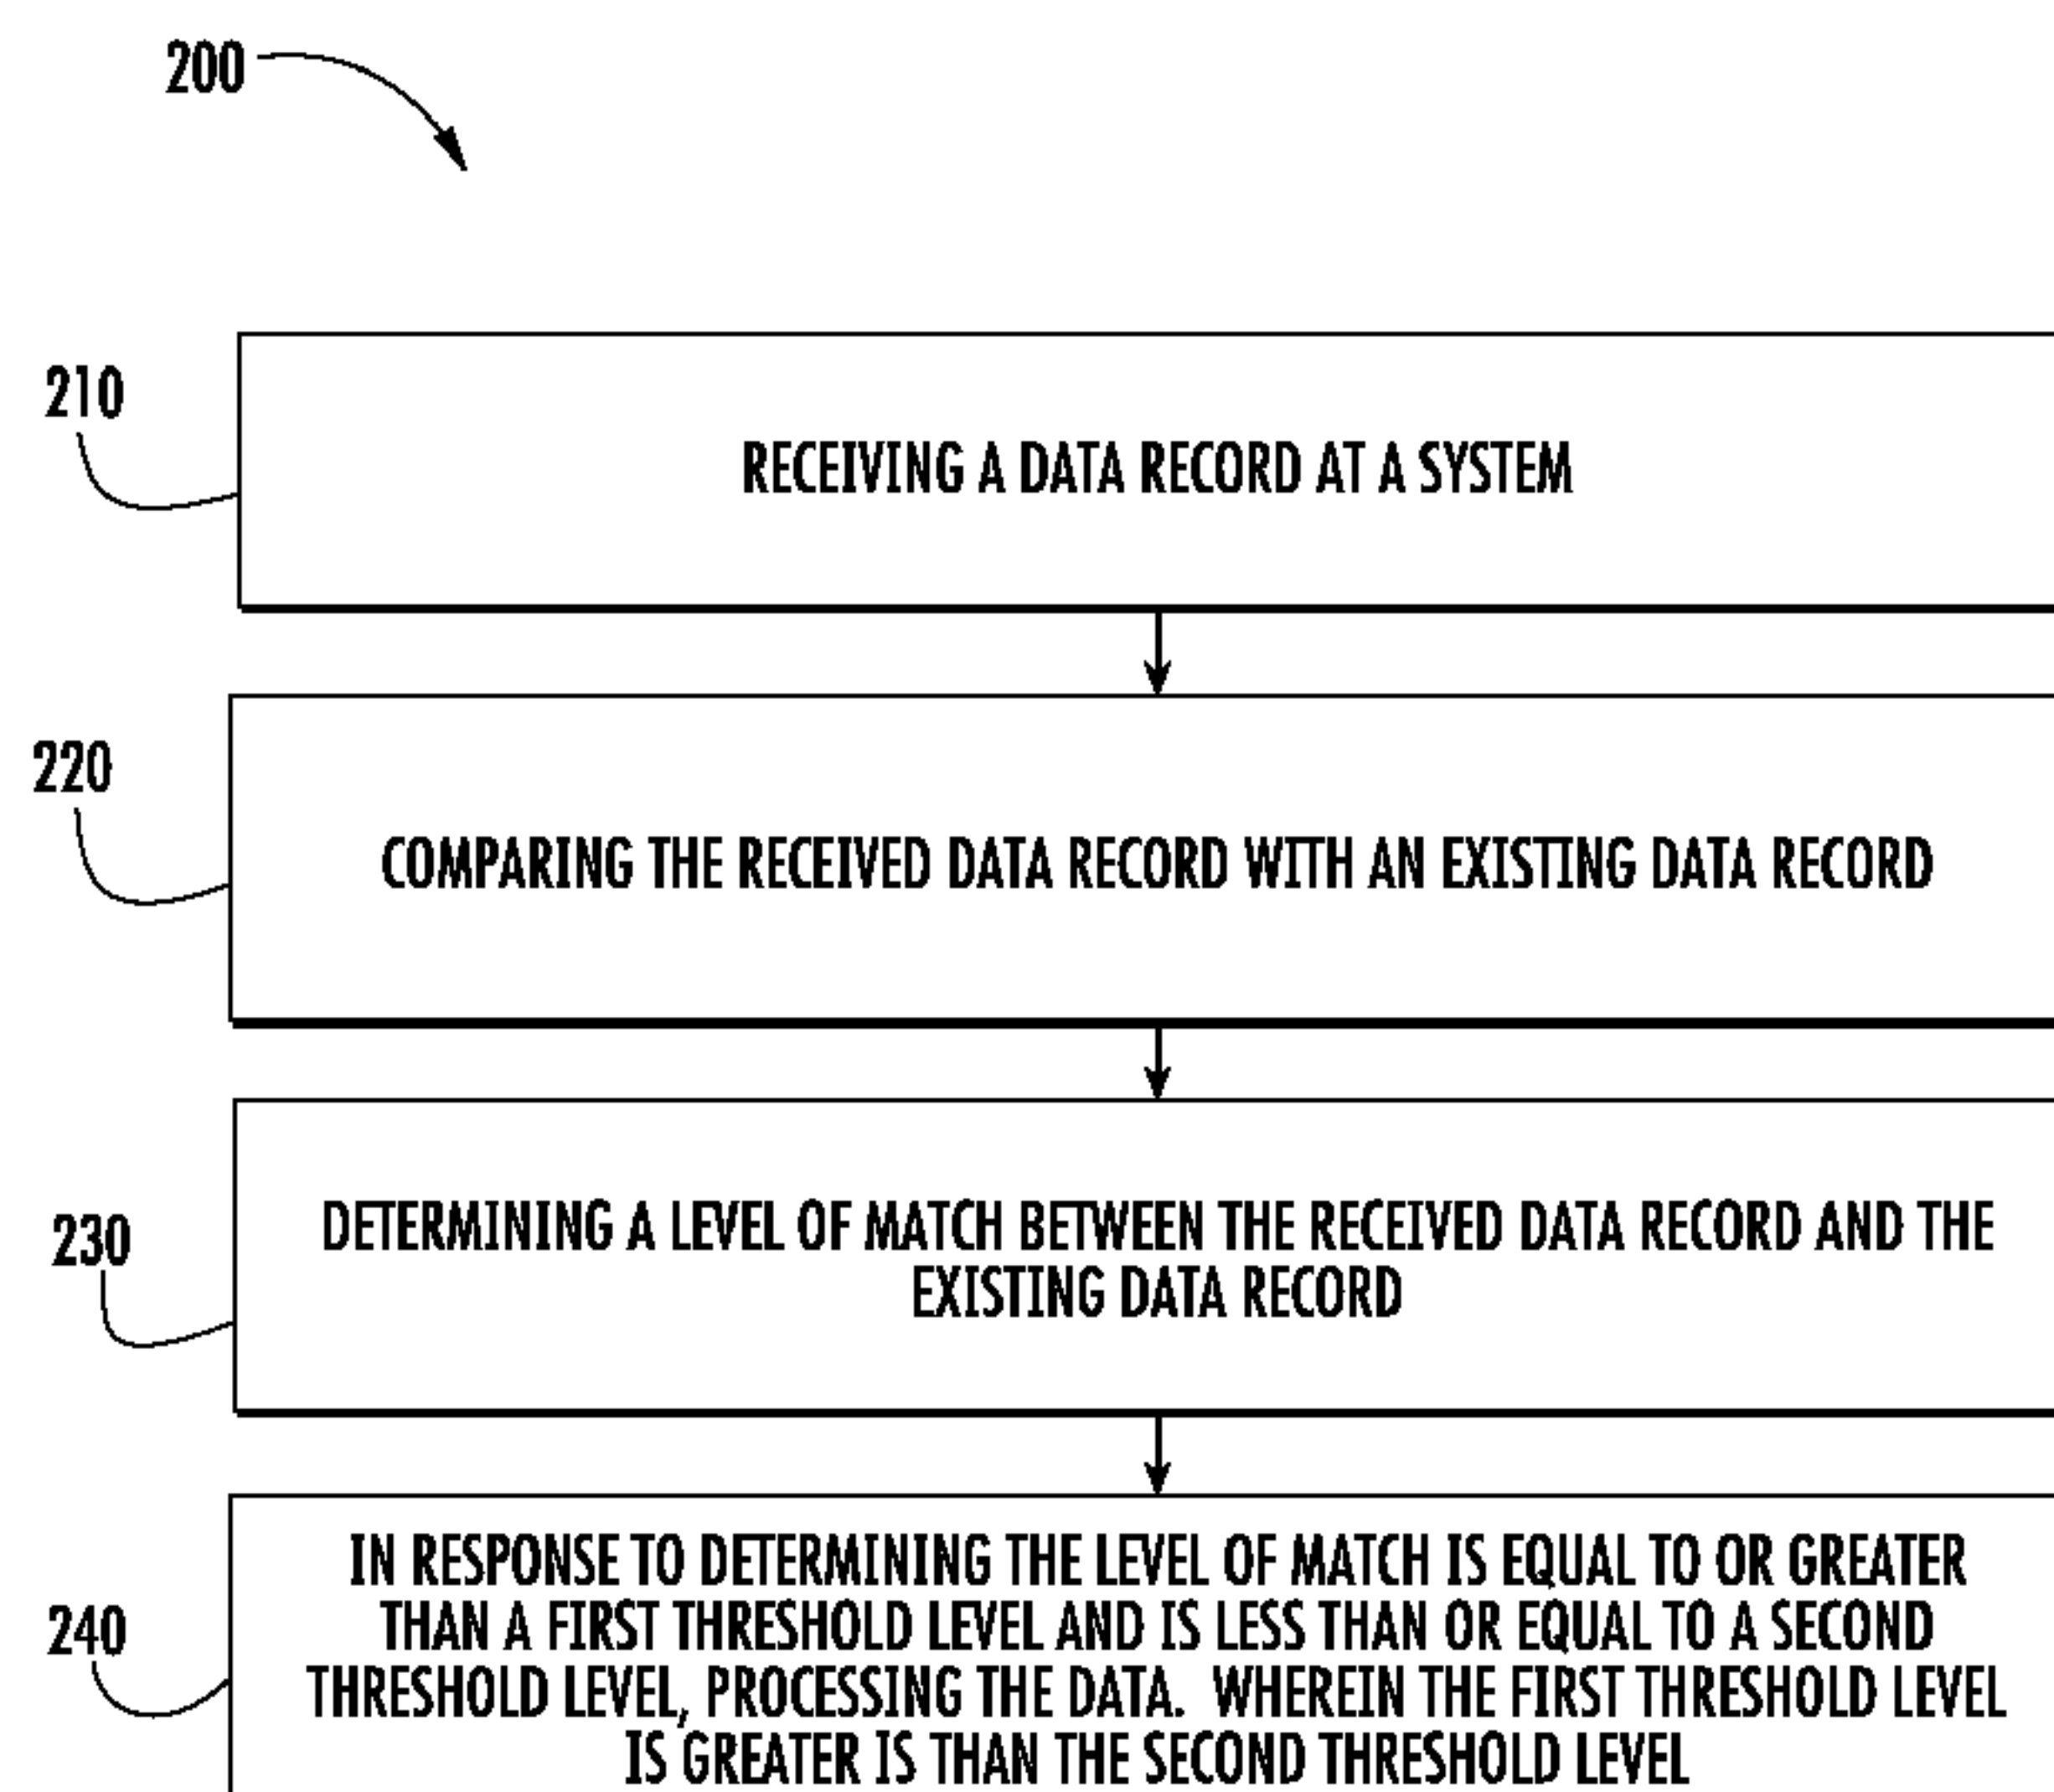 200
210
RECEIVING A DATA RECORD AT A SYSTEM
220
COMPARING THE RECEIVED DATA RECORD WITH AN EXISTING DATA RECORD
230
DETERMINING A LEVEL OF MATCH BETWEEN THE RECEIVED DATA RECORD AND THE
EXISTING DATA RECORD
240
IN RESPONSE TO DETERMINING THE LEVEL OF MATCH IS EQUAL TO OR GREATER
THAN A FIRST THRESHOLD LEVEL AND IS LESS THAN OR EQUAL TO A SECOND
THRESHOLD LEVEL, PROCESSING THE DATA. WHEREIN THE FIRST THRESHOLD LEVEL
IS GREATER IS THAN THE SECOND THRESHOLD LEVEL